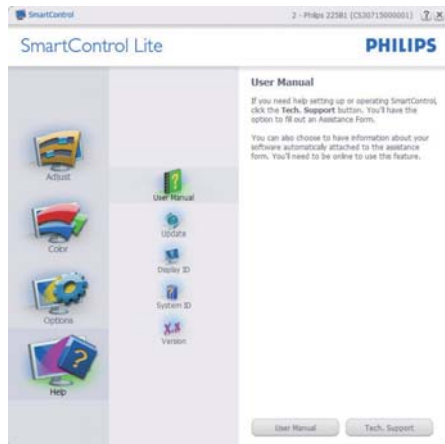 SmartControl
2 - Philips 225B1 (CS30715000001)
SmartControl Lite
PHILIPS
Adjust
Color
Options
Help
User Manual
Update
Display ID
System ID
Version
User Manual
If you need help setting up or operating SmartControl,
click the Tech. Support button. You'll have the
option to fill out an Assistance Form.
You can also choose to have information about your
software automatically attached to the assistance
form. You'll need to be online to use this feature.
User Manual
Tech. Support